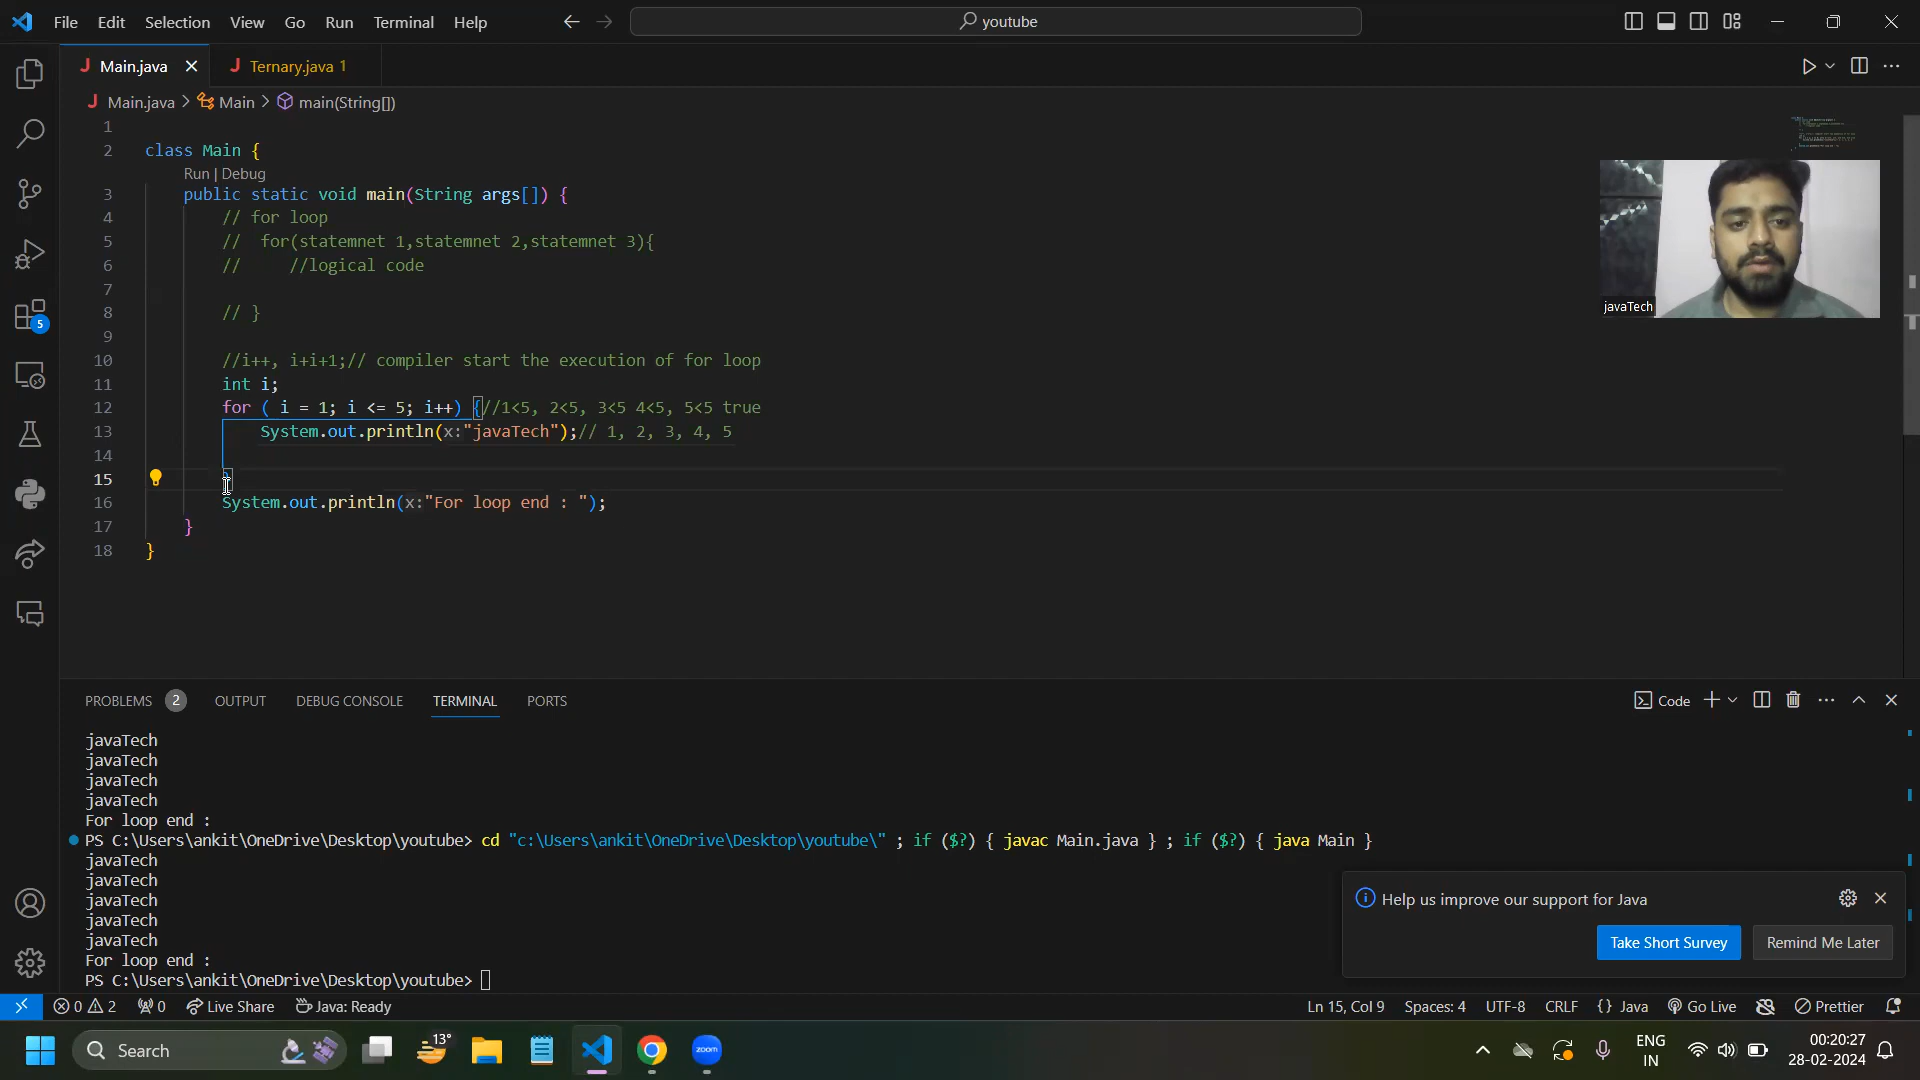 File Edit Selection View Go Run Terminal Help
youtube
Main.java
Ternary.java 1
Main.java > Main > main(String[])
1
2 class Main {
Run | Debug
3 public static void main(String args[]) {
4 // for loop
5 // for(statemnet 1,statemnet 2,statemnet 3){
6 // //logical code
7
8 // }
9
10 //i++, i+i+1;// compiler start the execution of for loop
11 int i;
12 for ( i = 1; i <= 5; i++) {//1<5, 2<5, 3<5 4<5, 5<5 true
13 System.out.println(x:"javaTech");// 1, 2, 3, 4, 5
14
15 }
16 System.out.println(x:"For loop end : ");
17 }
18 }
javaTech
5
PROBLEMS 2 OUTPUT DEBUG CONSOLE TERMINAL PORTS
Code
javaTech
javaTech
javaTech
javaTech
For loop end :
PS C:\Users\ankit\OneDrive\Desktop\youtube> cd "c:\Users\ankit\OneDrive\Desktop\youtube\" ; if ($?) { javac Main.java } ; if ($?) { java Main }
javaTech
javaTech
javaTech
javaTech
javaTech
For loop end :
PS C:\Users\ankit\OneDrive\Desktop\youtube>
Help us improve our support for Java
Take Short Survey Remind Me Later
0 2 0 Live Share Java: Ready
Ln 15, Col 9 Spaces: 4 UTF-8 CRLF {} Java Go Live Prettier
Search
13°
zoom
ENG
IN
00:20:27
28-02-2024